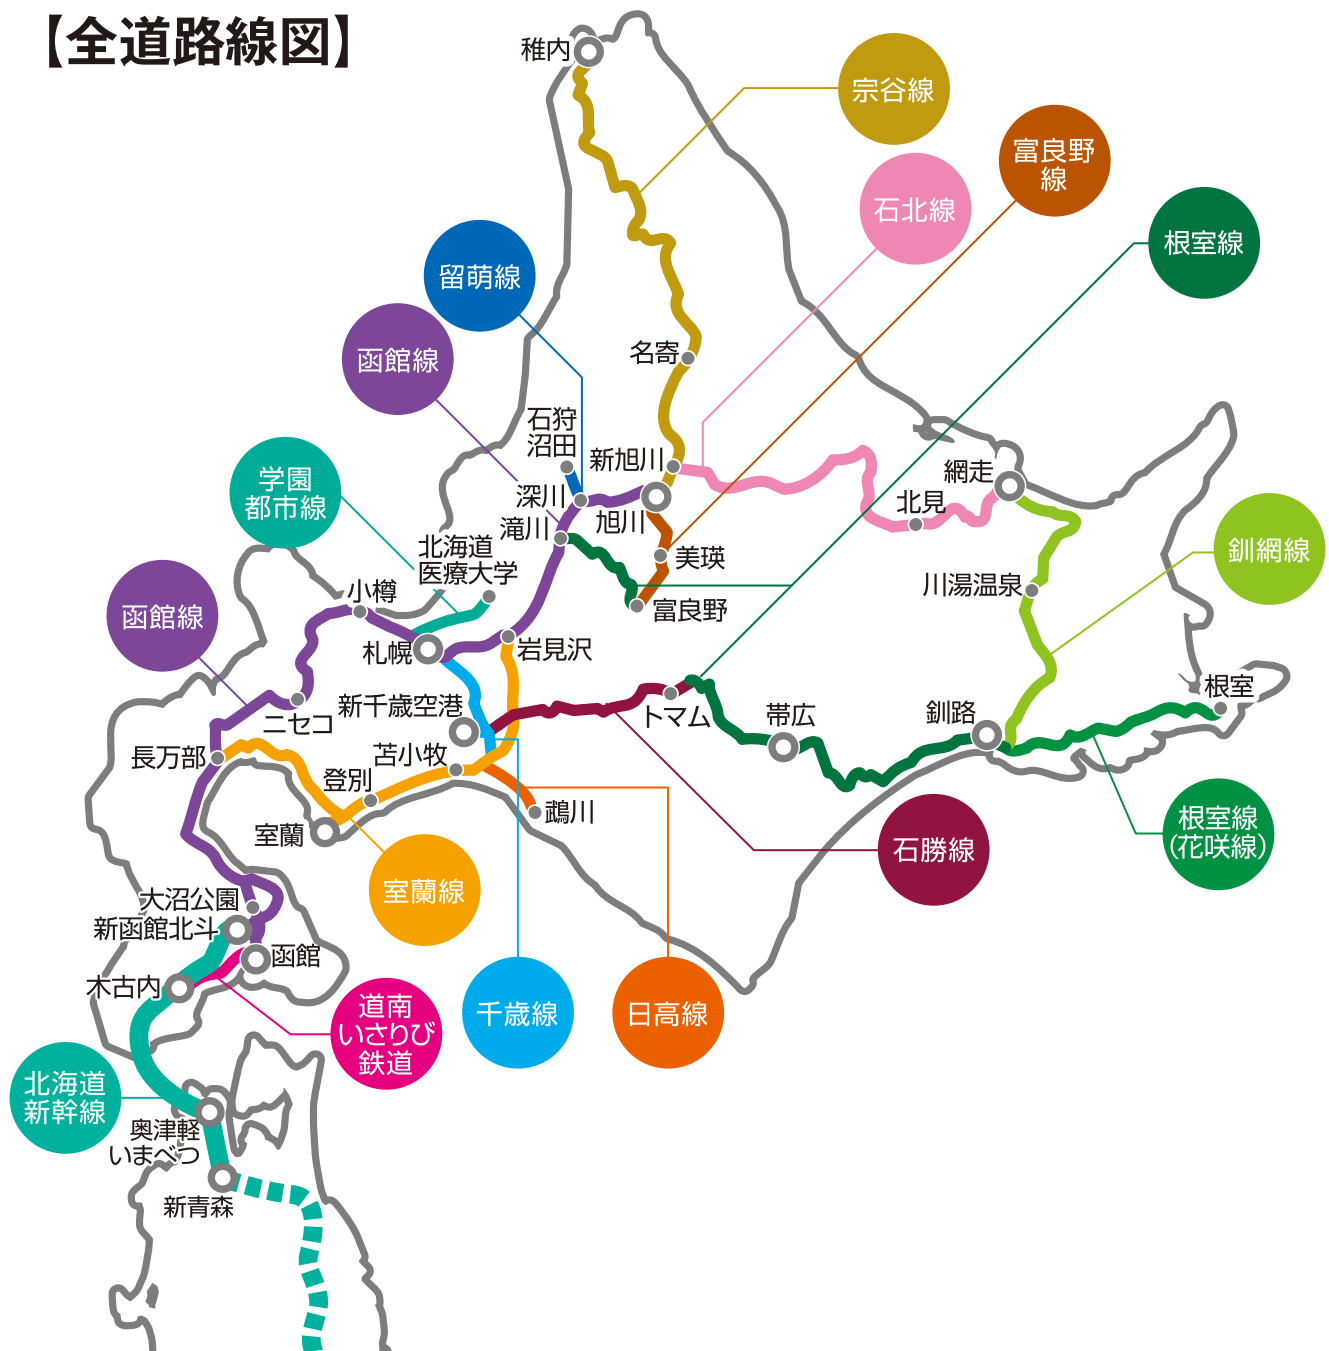 【全道路線図】
稚内
宗谷線
富良野
線
石北線
根室線
留萌線
函館線
名寄
石狩
沼田
新旭川
網走
学園
都市線
深川
旭川
北見
滝川
北海道
医療大学
美瑛
釧網線
川湯温泉
小樽
函館線
富良野
札幌
岩見沢
根室
新千歳空港
ニセコ
トマム
帯広
釧路
長万部
苫小牧
登別
鵡川
室蘭
根室線
(花咲線)
石勝線
室蘭線
大沼公園
新函館北斗
函館
木古内
道南
いさりび
鉄道
千歳線
日高線
北海道
新幹線
奥津軽
いまべつ
新青森